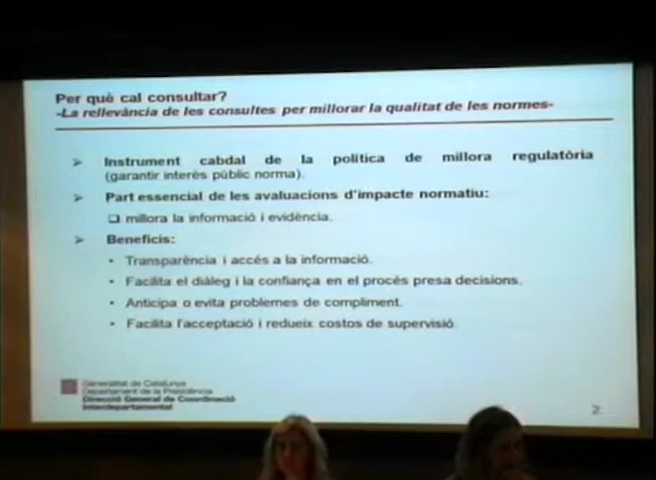 Per què cal consultar?
-La rellevància de les consultes per millorar la qualitat de les normes-
➢ Instrument cabdal de la política de millora regulatòria
(garantir interès públic norma).
➢ Part essencial de les avaluacions d'impacte normatiu:
❑ millora la informació i evidència.
➢ Beneficis:
• Transparència i accés a la informació.
• Facilita el diàleg i la confiança en el procés presa decisions.
• Anticipa o evita problemes de compliment.
• Facilita l'acceptació i redueix costos de supervisió.
Generalitat de Catalunya
Departament de la Presidència
Direcció General de Coordinació
Interdepartamental
2